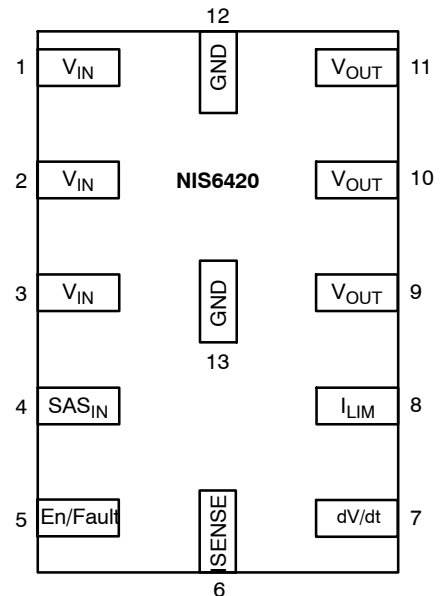 12
1 VIN GND VOUT 11
2 VIN NIS6420 VOUT 10
3 VIN GND VOUT 9
13
4 SASIN ILIM 8
5 En/Fault ISENSE dV/dt 7
6